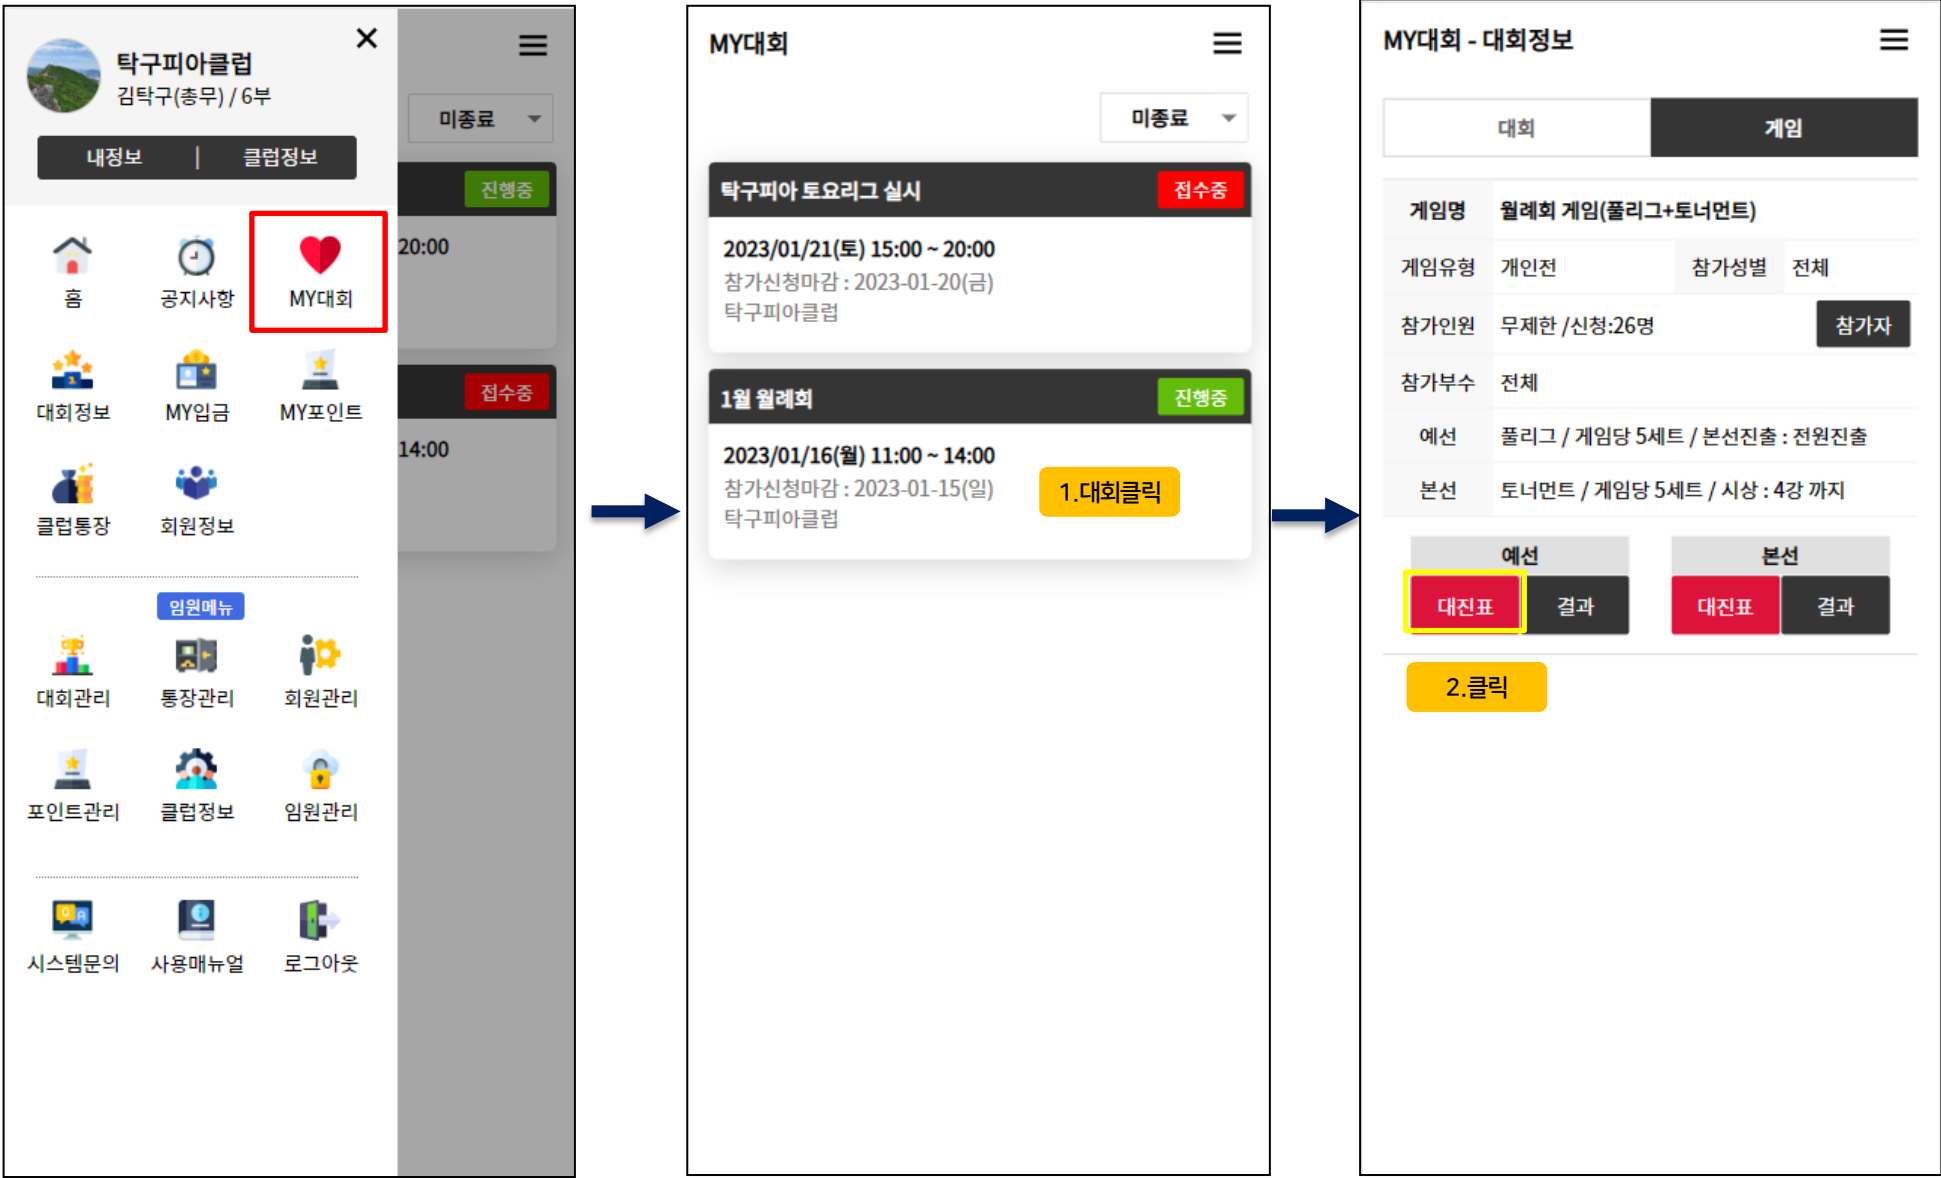 탁구피아클럽
김탁구(총무) / 6부
내정보 | 클럽정보
홈 공지사항 MY대회
대회정보 MY입금 MY포인트
클럽통장 회원정보
임원메뉴
대회관리 통장관리 회원관리
포인트관리 클럽정보 임원관리
시스템문의 사용매뉴얼 로그아웃
미종료
진행중
20:00
접수중
14:00
MY대회
미종료
탁구피아 토요리그 실시 접수중
2023/01/21(토) 15:00 ~ 20:00
참가신청마감 : 2023-01-20(금)
탁구피아클럽
1월 월례회 진행중
2023/01/16(월) 11:00 ~ 14:00
참가신청마감 : 2023-01-15(일)
탁구피아클럽
1.대회클릭
MY대회 - 대회정보
대회 게임
게임명 월례회 게임(풀리그+토너먼트)
게임유형 개인전 참가성별 전체
참가인원 무제한 /신청:26명 참가자
참가부수 전체
예선 풀리그 / 게임당 5세트 / 본선진출 : 전원진출
본선 토너먼트 / 게임당 5세트 / 시상 : 4강 까지
예선 본선
대진표 결과 대진표 결과
2.클릭